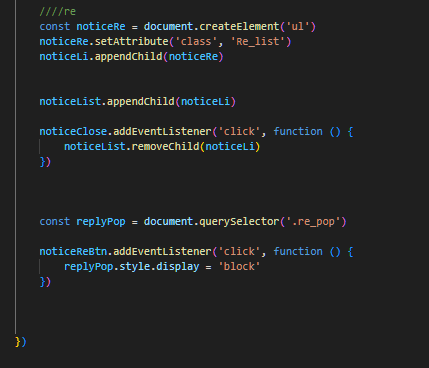 ////re
const noticeRe = document.createElement('ul')
noticeRe.setAttribute('class', 'Re_list')
noticeLi.appendChild(noticeRe)
noticeList.appendChild(noticeLi)
noticeClose.addEventListener('click', function () {
noticeList.removeChild(noticeLi)
})
const replyPop = document.querySelector('.re_pop')
noticeReBtn.addEventListener('click', function () {
replyPop.style.display = 'block'
})
})